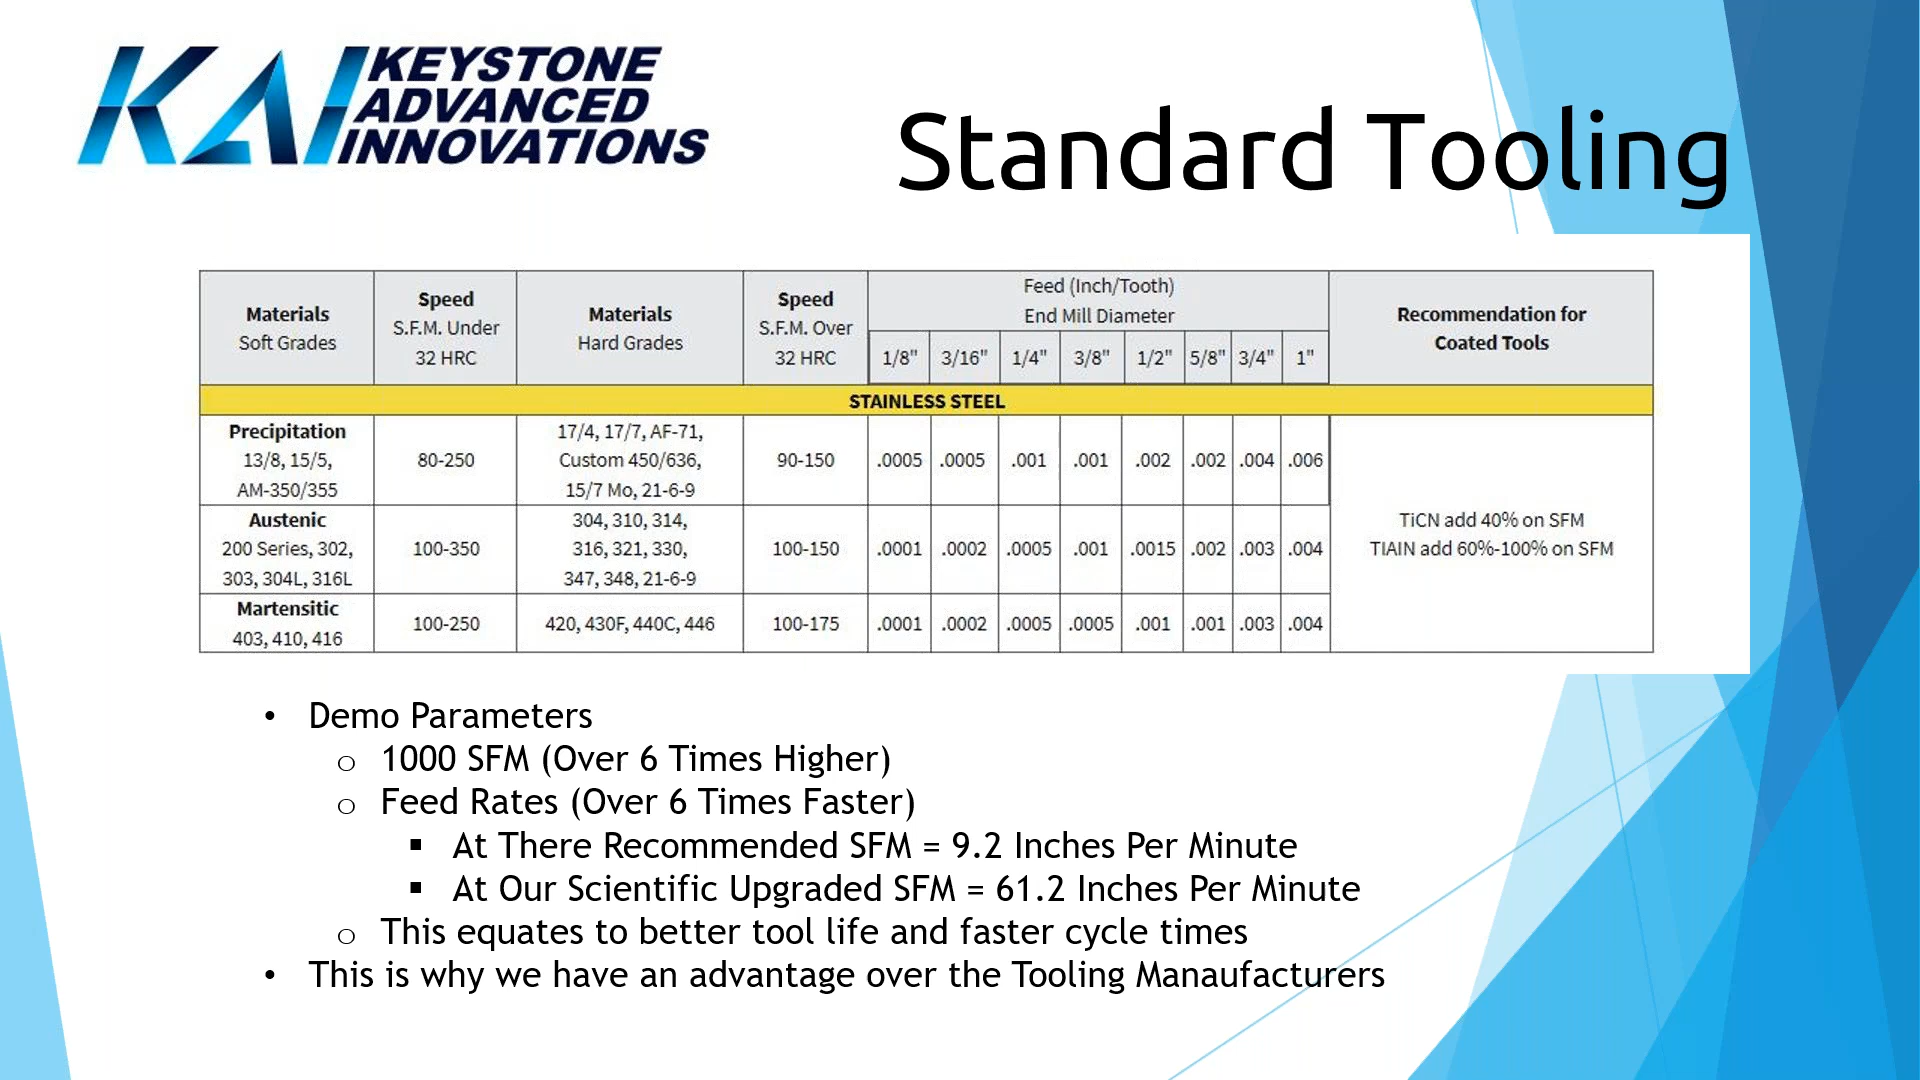 KAI KEYSTONE
ADVANCED
INNOVATIONS
Standard Tooling
Materials
Soft Grades
Speed
S.F.M. Under
32 HRC
Materials
Hard Grades
Speed
S.F.M. Over
32 HRC
Feed (Inch/Tooth)
End Mill Diameter
1/8" 3/16" 1/4" 3/8" 1/2" 5/8" 3/4" 1"
Recommendation for
Coated Tools
STAINLESS STEEL
Precipitation
13/8, 15/5,
AM-350/355
80-250
17/4, 17/7, AF-71,
Custom 450/636,
15/7 Mo, 21-6-9
90-150
.0005 .0005 .001 .001 .002 .002 .004 .006
Austenic
200 Series, 302,
303, 304L, 316L
100-350
304, 310, 314,
316, 321, 330,
347, 348, 21-6-9
100-150
.0001 .0002 .0005 .001 .0015 .002 .003 .004
Martensitic
403, 410, 416
100-250
420, 430F, 440C, 446
100-175
.0001 .0002 .0005 .0005 .001 .001 .003 .004
TiCN add 40% on SFM
TIAIN add 60%-100% on SFM
• Demo Parameters
o 1000 SFM (Over 6 Times Higher)
o Feed Rates (Over 6 Times Faster)
▪ At There Recommended SFM = 9.2 Inches Per Minute
▪ At Our Scientific Upgraded SFM = 61.2 Inches Per Minute
o This equates to better tool life and faster cycle times
• This is why we have an advantage over the Tooling Manaufacturers